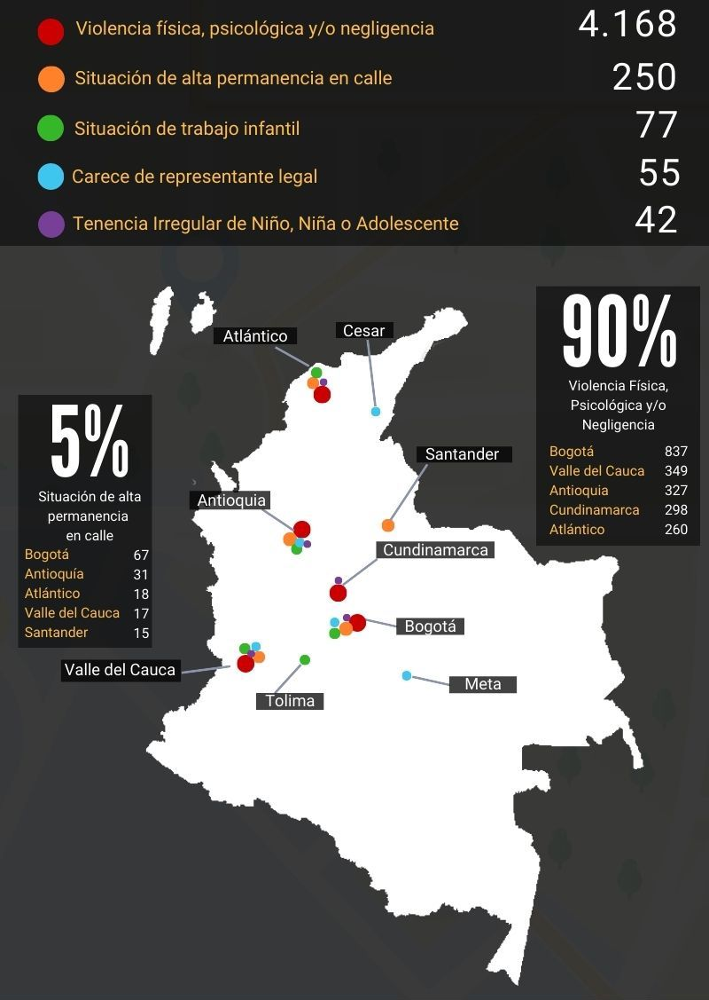 Violencia física, psicológica y/o negligencia 4.168
Situación de alta permanencia en calle 250
Situación de trabajo infantil 77
Carece de representante legal 55
Tenencia Irregular de Niño, Niña o Adolescente 42
90%
Violencia Física,
Psicológica y/o
Negligencia
Bogotá 837
Valle del Cauca 349
Antioquia 327
Cundinamarca 298
Atlántico 260
5%
Situación de alta
permanencia
en calle
Bogotá 67
Antioquía 31
Atlántico 18
Valle del Cauca 17
Santander 15
Atlántico
Cesar
Santander
Antioquia
Cundinamarca
Bogotá
Valle del Cauca
Meta
Tolima